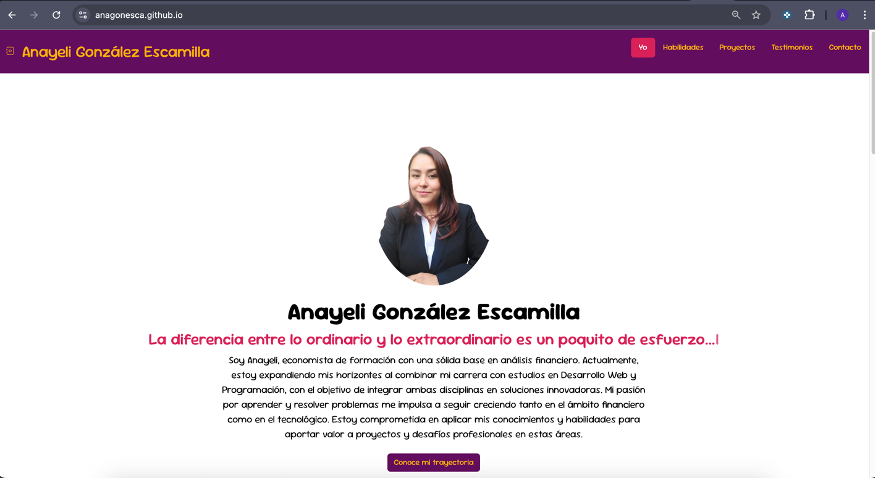 anagonesca.github.io
A
Anayeli González Escamilla
Yo Habilidades Proyectos Testimonios Contacto
Anayeli González Escamilla
La diferencia entre lo ordinario y lo extraordinario es un poquito de esfuerzo...|
Soy Anayeli, economista de formación con una sólida base en análisis financiero. Actualmente,
estoy expandiendo mis horizontes al combinar mi carrera con estudios en Desarrollo Web y
Programación, con el objetivo de integrar ambas disciplinas en soluciones innovadoras. Mi pasión
por aprender y resolver problemas me impulsa a seguir creciendo tanto en el ámbito financiero
como en el tecnológico. Estoy comprometida en aplicar mis conocimientos y habilidades para
aportar valor a proyectos y desafíos profesionales en estas áreas.
Conoce mi trayectoria